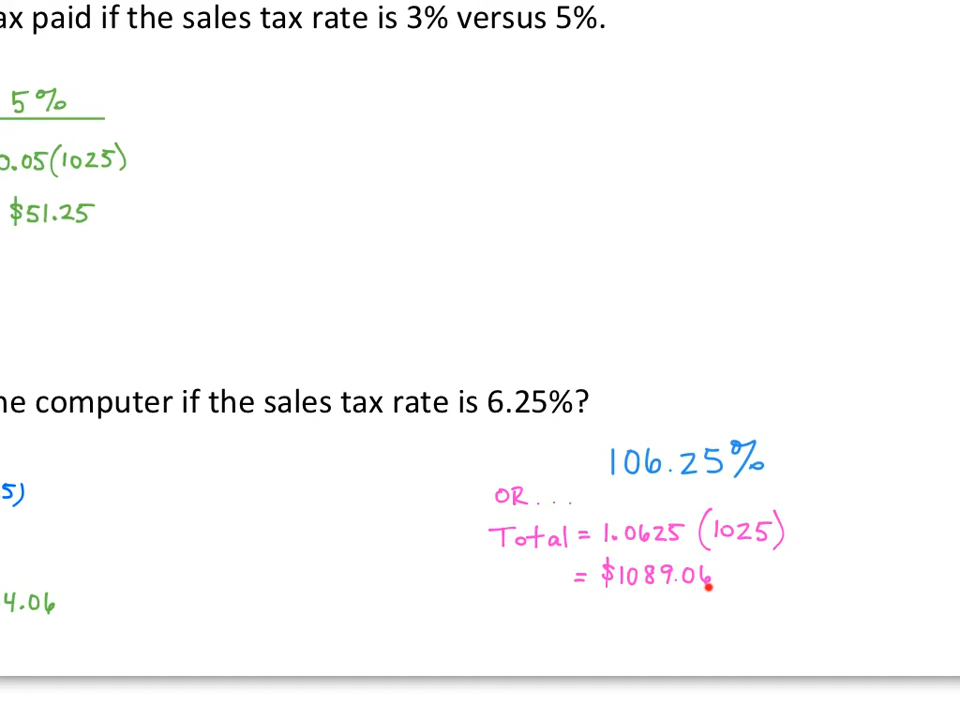 ax paid if the sales tax rate is 3% versus 5%.
5%
0.05(1025)
$51.25
he computer if the sales tax rate is 6.25%?
106.25%
5)
OR...
Total = 1.0625 (1025)
= $1089.06
4.06